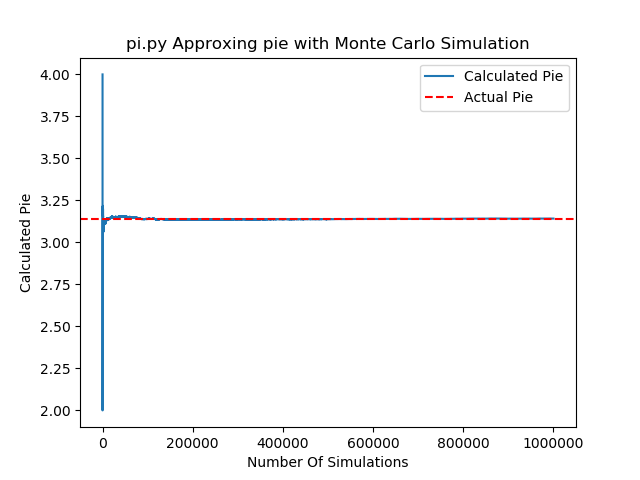 pi.py Approxing pie with Monte Carlo Simulation
Calculated Pie
Actual Pie
4.00
3.75
3.50
3.25
3.00
2.75
2.50
2.25
2.00
Calculated Pie
0 200000 400000 600000 800000 1000000
Number Of Simulations